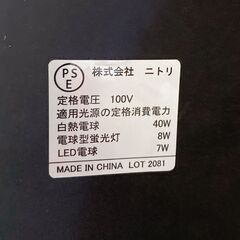 PS
E
株式会社 ニトリ
定格電圧 100V
適用光源の定格消費電力
白熱電球 40W
電球型蛍光灯 8W
LED電球 7W
MADE IN CHINA LOT 2081